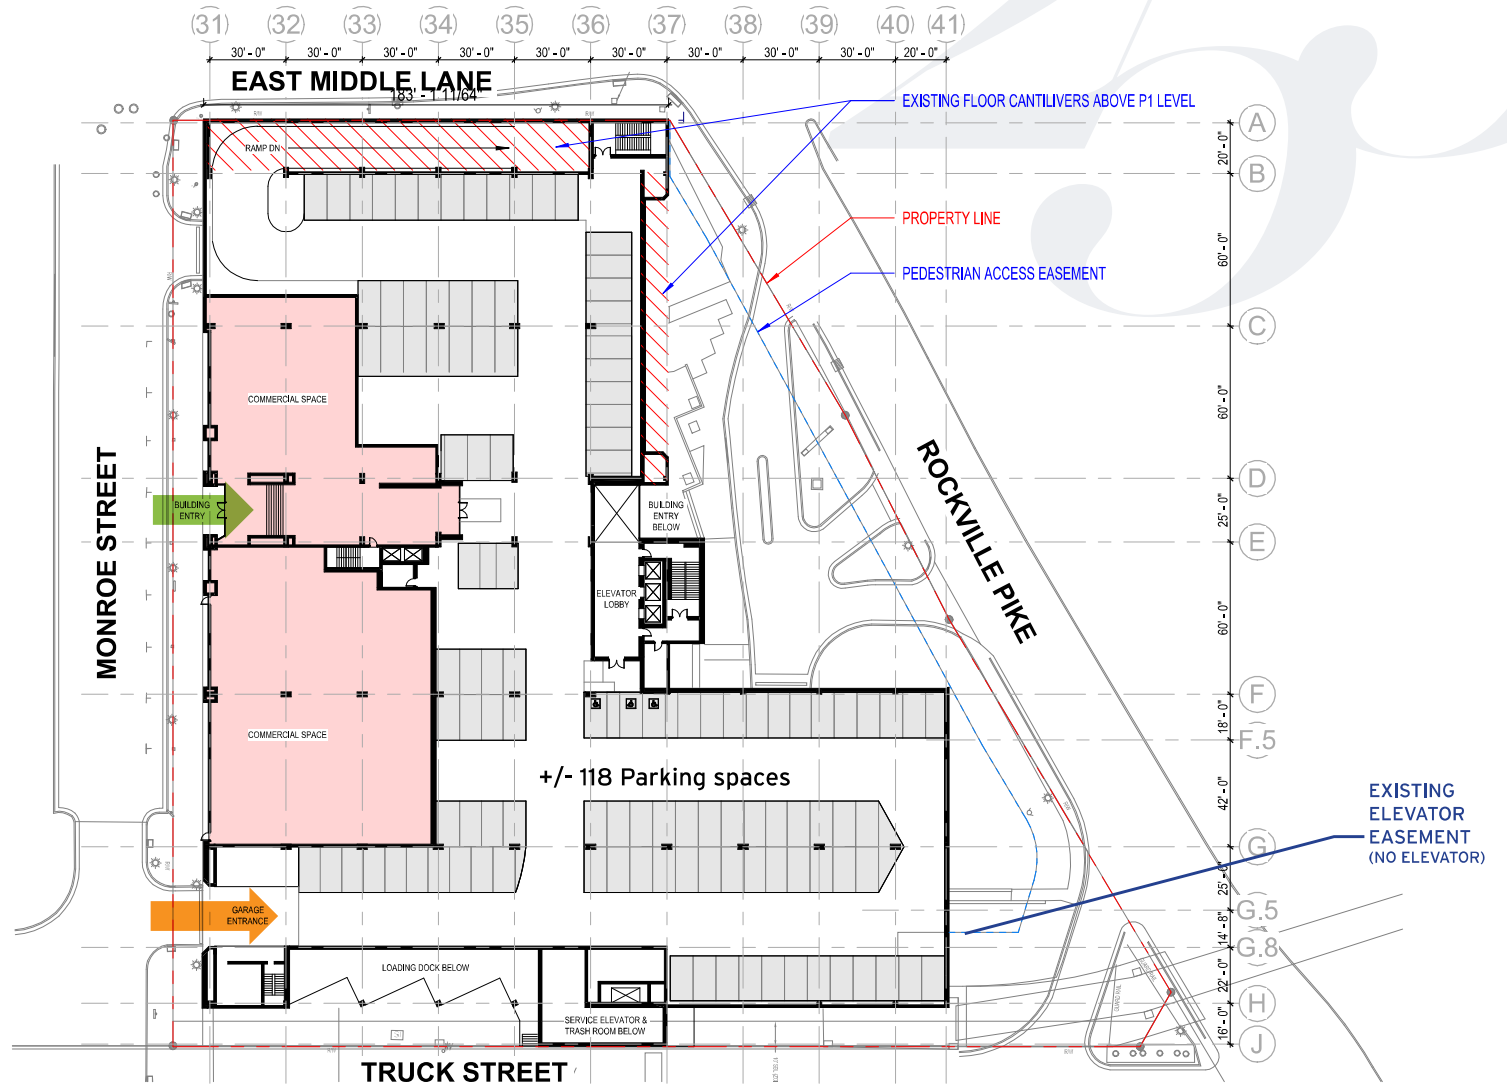 (31) (32) (33) (34) (35) (36) (37) (38) (39) (40) (41)
30' - 0" 30' - 0" 30' - 0" 30' - 0" 30' - 0" 30' - 0" 30' - 0" 30' - 0" 30' - 0" 20' - 0"
EAST MIDDLE LANE
183' - 1 11/64"
EXISTING FLOOR CANTILIVERS ABOVE P1 LEVEL
A
20' - 0"
RAMP DN
B
PROPERTY LINE
60' - 0"
PEDESTRIAN ACCESS EASEMENT
C
COMMERCIAL SPACE
60' - 0"
D
BUILDING
ENTRY
BUILDING
ENTRY
BELOW
25' - 0"
E
MONROE STREET
ROCKVILLE PIKE
ELEVATOR
LOBBY
60' - 0"
F
COMMERCIAL SPACE
18' - 0"
F.5
+/- 118 Parking spaces
42' - 0"
EXISTING
ELEVATOR
EASEMENT
(NO ELEVATOR)
G
GARAGE
ENTRANCE
G.5
14' - 8"
G.8
LOADING DOCK BELOW
22' - 0"
H
SERVICE ELEVATOR &
TRASH ROOM BELOW
16' - 0"
J
TRUCK STREET